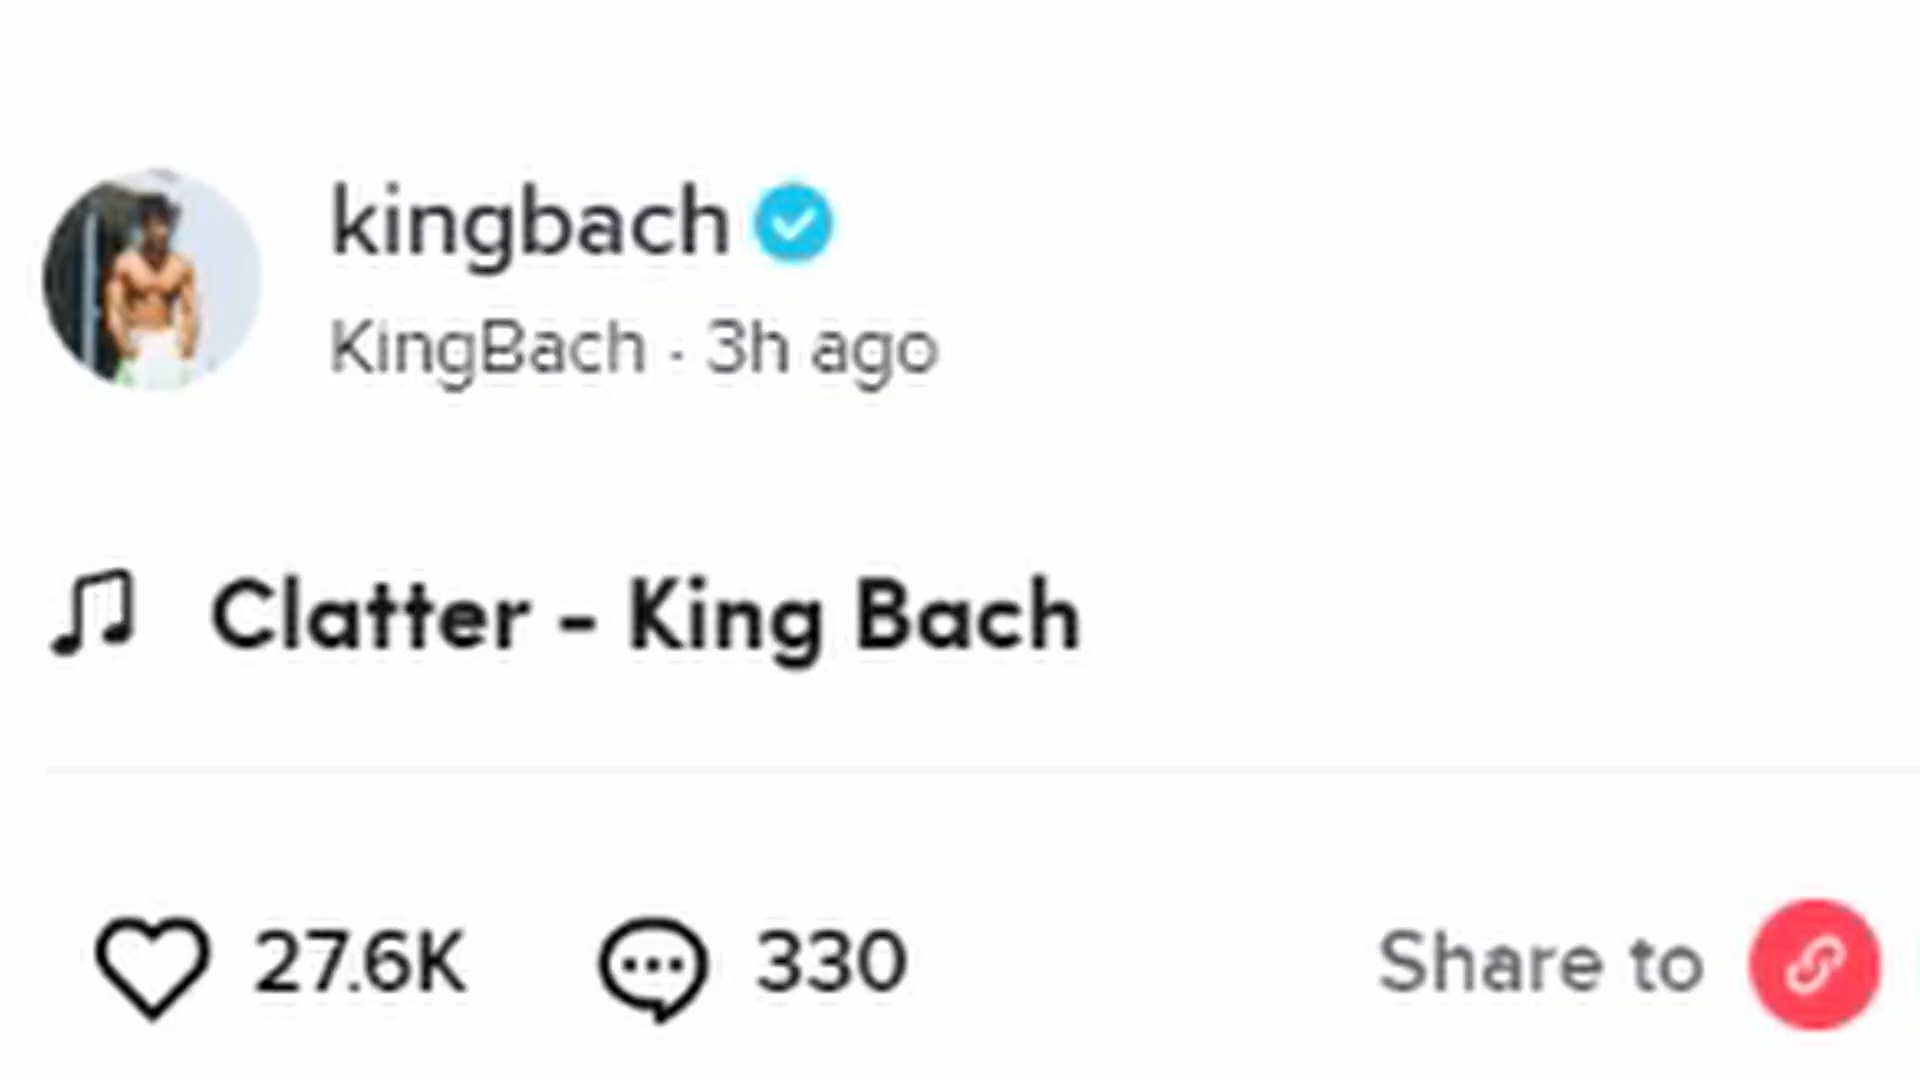 kingbach
KingBach · 3h ago
Clatter - King Bach
27.6K 330 Share to